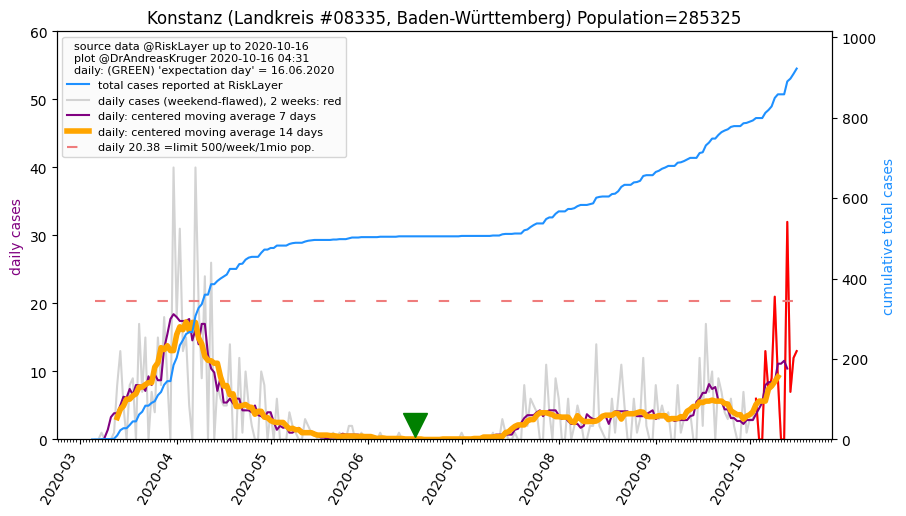 Konstanz (Landkreis #08335, Baden-Württemberg) Population=285325
source data @RiskLayer up to 2020-10-16
plot @DrAndreasKruger 2020-10-16 04:31
daily: (GREEN) 'expectation day' = 16.06.2020
total cases reported at RiskLayer
daily cases (weekend-flawed), 2 weeks: red
daily: centered moving average 7 days
daily: centered moving average 14 days
daily 20.38 =limit 500/week/1mio pop.
daily cases
60
50
40
30
20
10
0
cumulative total cases
1000
800
600
400
200
0
2020-03
2020-04
2020-05
2020-06
2020-07
2020-08
2020-09
2020-10